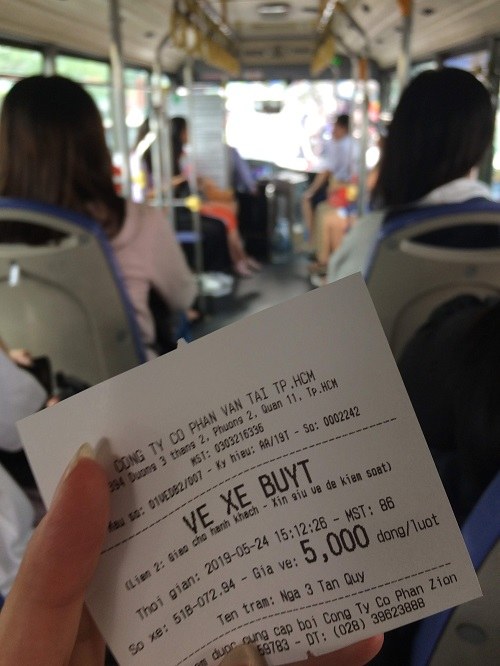 CONG TY CO PHAN VAN TAI TP.HCM
Duong 3 thang 2, Phuong 2, Quan 11, Tp.HCM
MST: 0303216336
so: 01VEDB2/007 - Ky hieu: AA/19T - So: 0002242
VE XE BUYT
(Lien 2: Giao cho hanh khach - Xin giu ve de kiem soat)
Thoi gian: 2019-05-24 15:12:26 - MST: 86
So xe: 51B-072.94 - Gia ve: 5,000 dong/luot
Ten tram: Nga 3 Tan Quy
duoc cung cap boi Cong Ty Co Phan Zion
59783 - DT: (028) 39623888